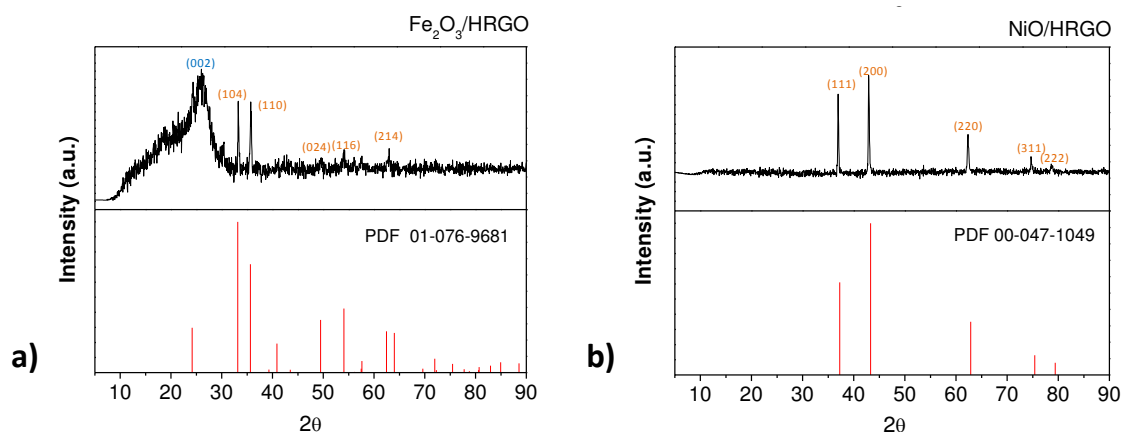 Fe₂O₃/HRGO
(002)
(104)
(110)
(024)
(116)
(214)
Intensity (a.u.)
PDF 01-076-9681
10 20 30 40 50 60 70 80 90
2θ
a)
NiO/HRGO
(111)
(200)
(220)
(311)
(222)
Intensity (a.u.)
PDF 00-047-1049
10 20 30 40 50 60 70 80 90
2θ
b)